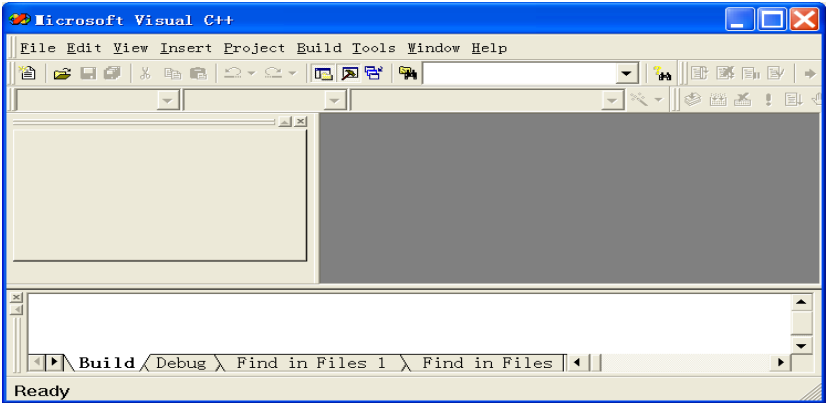 Microsoft Visual C++
File Edit View Insert Project Build Tools Window Help
Build Debug Find in Files 1 Find in Files
Ready